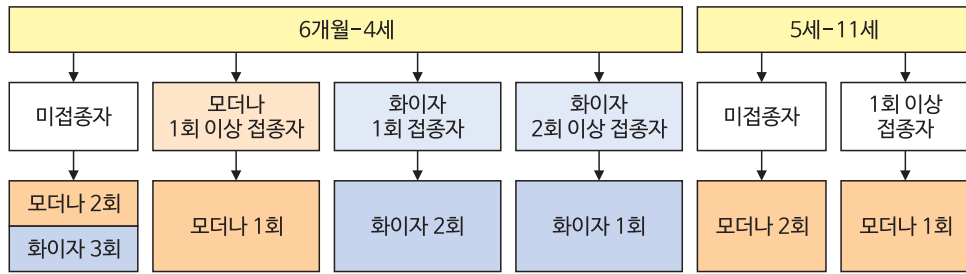 6개월-4세
5세-11세
미접종자
모더나
1회 이상 접종자
화이자
1회 접종자
화이자
2회 이상 접종자
미접종자
1회 이상
접종자
모더나 2회
화이자 3회
모더나 1회
화이자 2회
화이자 1회
모더나 2회
모더나 1회